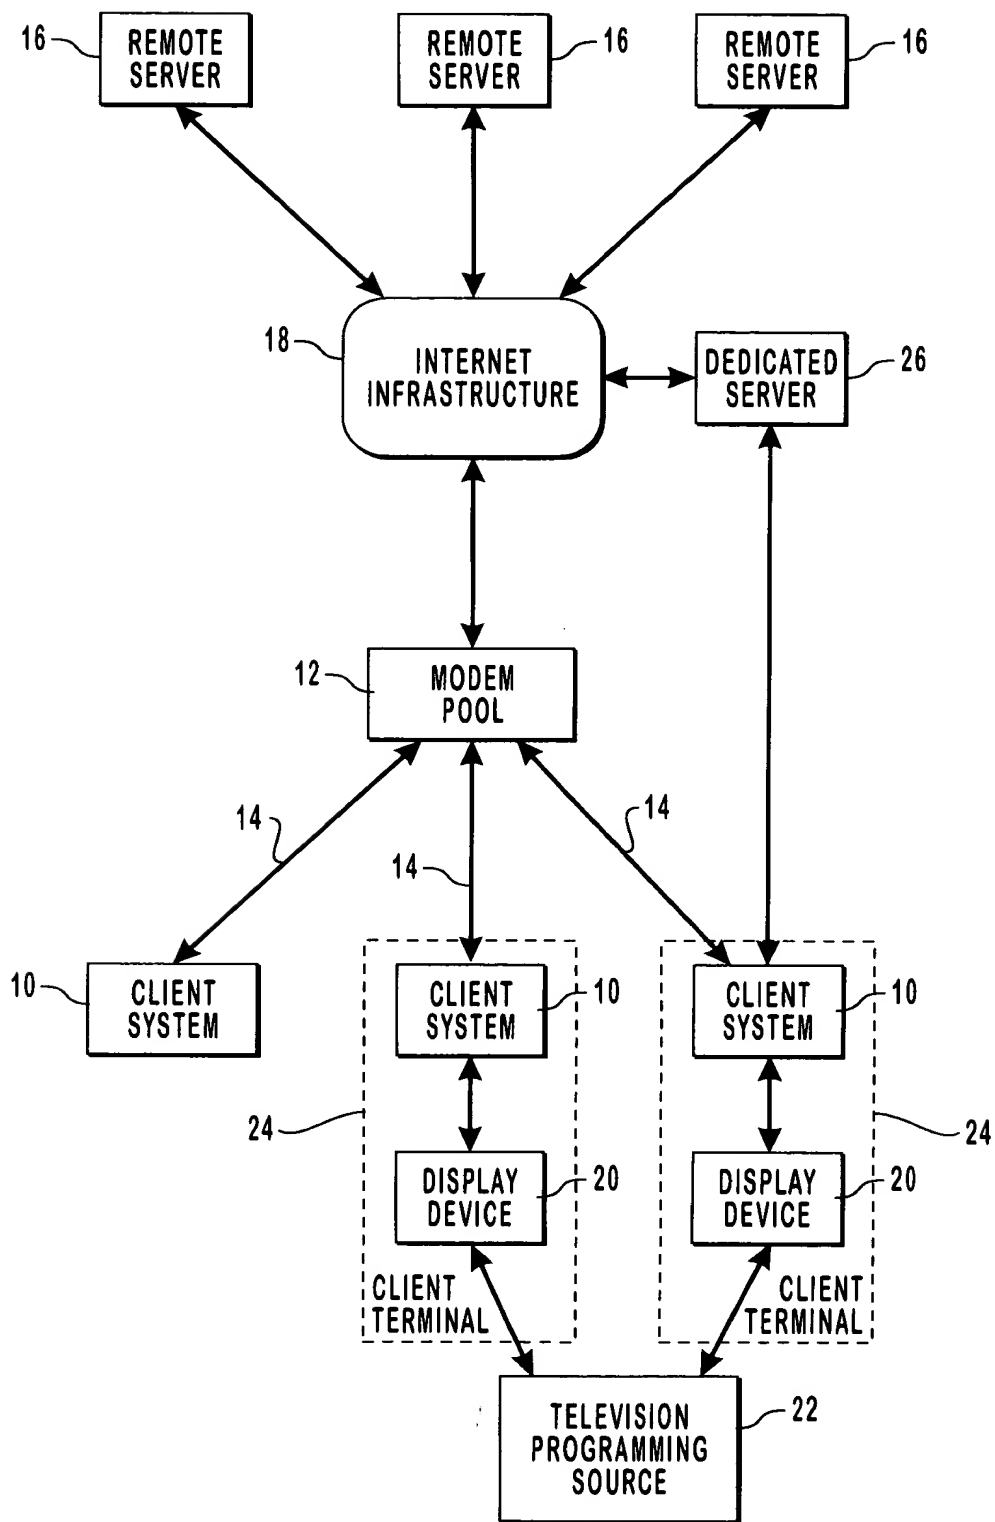 16
REMOTE
SERVER
REMOTE
SERVER
16
REMOTE
SERVER
16
18
INTERNET
INFRASTRUCTURE
DEDICATED
SERVER
26
12
MODEM
POOL
14
14
14
10
CLIENT
SYSTEM
CLIENT
SYSTEM
10
CLIENT
SYSTEM
10
24
24
DISPLAY
DEVICE
20
DISPLAY
DEVICE
20
CLIENT
TERMINAL
CLIENT
TERMINAL
TELEVISION
PROGRAMMING
SOURCE
22